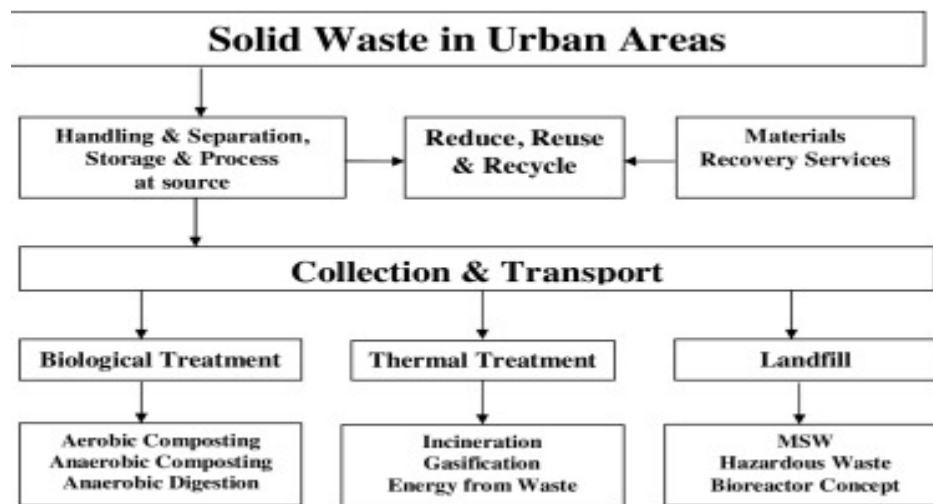 Solid Waste in Urban Areas
Handling & Separation,
Storage & Process
at source
Reduce, Reuse
& Recycle
Materials
Recovery Services
Collection & Transport
Biological Treatment
Thermal Treatment
Landfill
Aerobic Composting
Anaerobic Composting
Anaerobic Digestion
Incineration
Gasification
Energy from Waste
MSW
Hazardous Waste
Bioreactor Concept